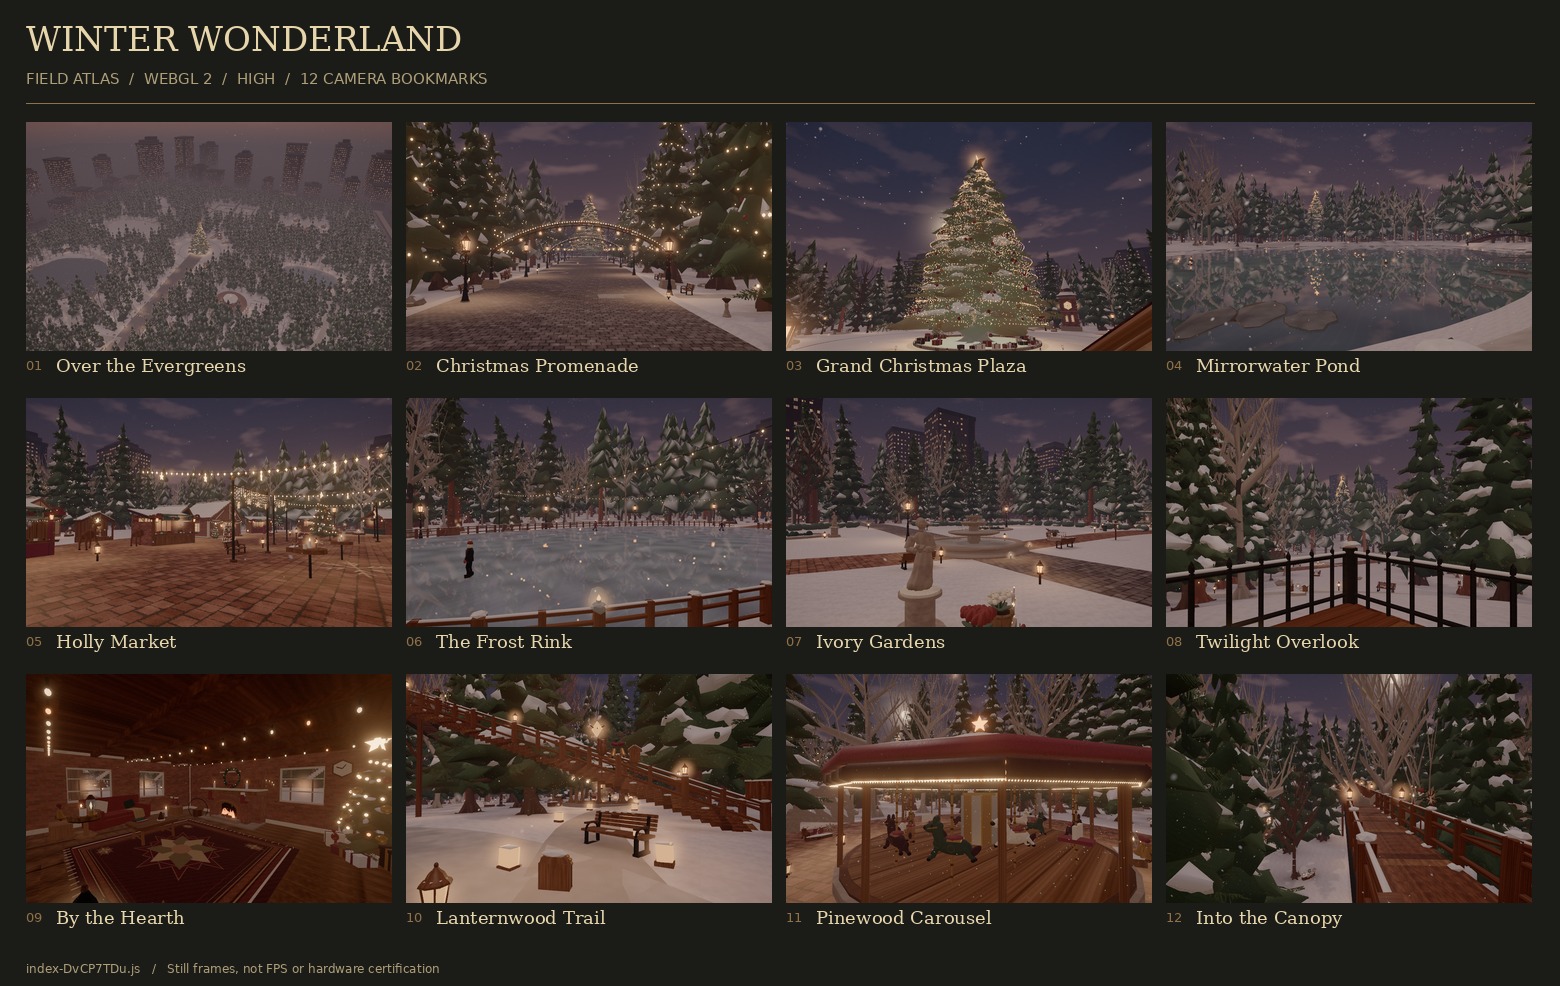 WINTER WONDERLAND
FIELD ATLAS / WEBGL 2 / HIGH / 12 CAMERA BOOKMARKS
01 Over the Evergreens
02 Christmas Promenade
03 Grand Christmas Plaza
04 Mirrorwater Pond
05 Holly Market
06 The Frost Rink
07 Ivory Gardens
08 Twilight Overlook
09 By the Hearth
10 Lanternwood Trail
11 Pinewood Carousel
12 Into the Canopy
index-DvCP7TDu.js / Still frames, not FPS or hardware certification